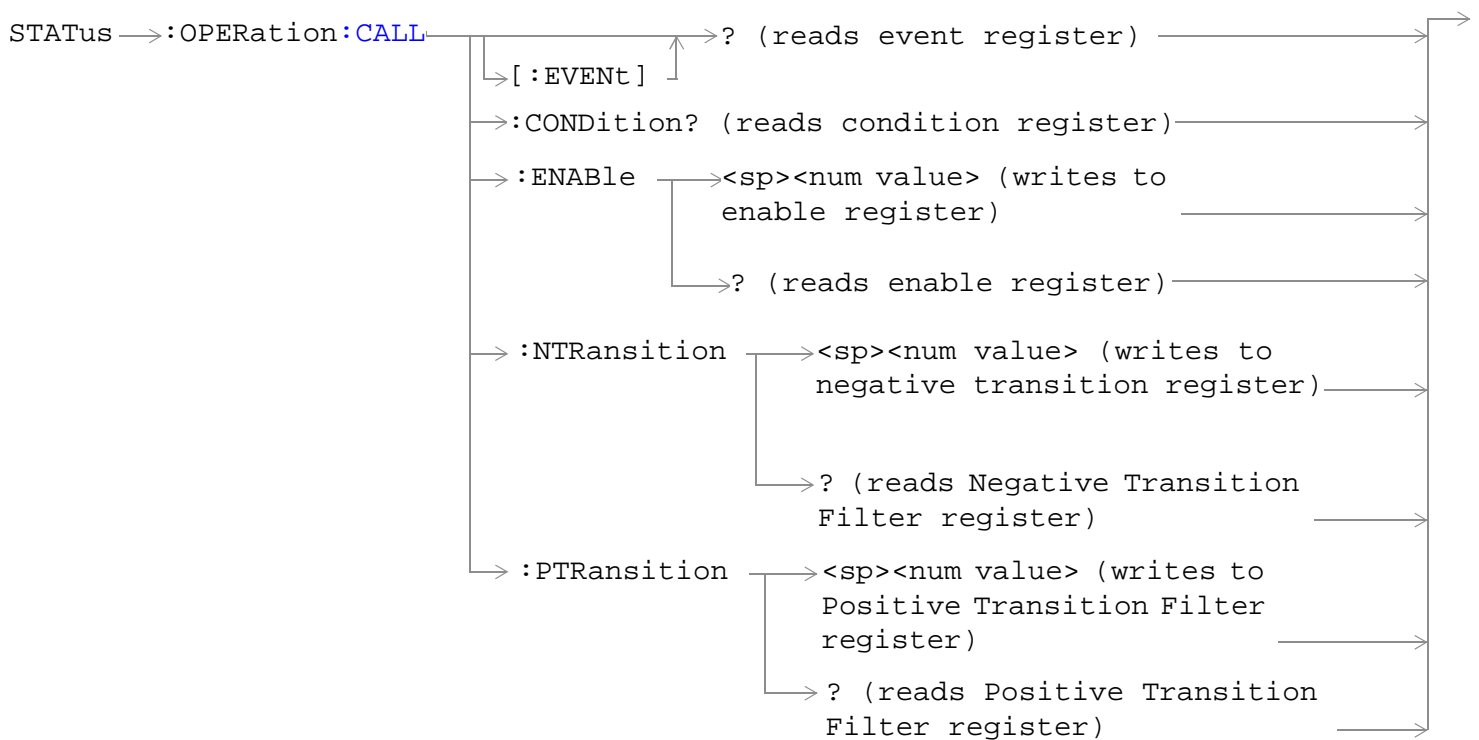 STATus :OPERation:CALL ? (reads event register)
[:EVENt]
:CONDition? (reads condition register)
:ENABle <sp><num value> (writes to
enable register)
? (reads enable register)
:NTRansition <sp><num value> (writes to
negative transition register)
? (reads Negative Transition
Filter register)
:PTRansition <sp><num value> (writes to
Positive Transition Filter
register)
? (reads Positive Transition
Filter register)